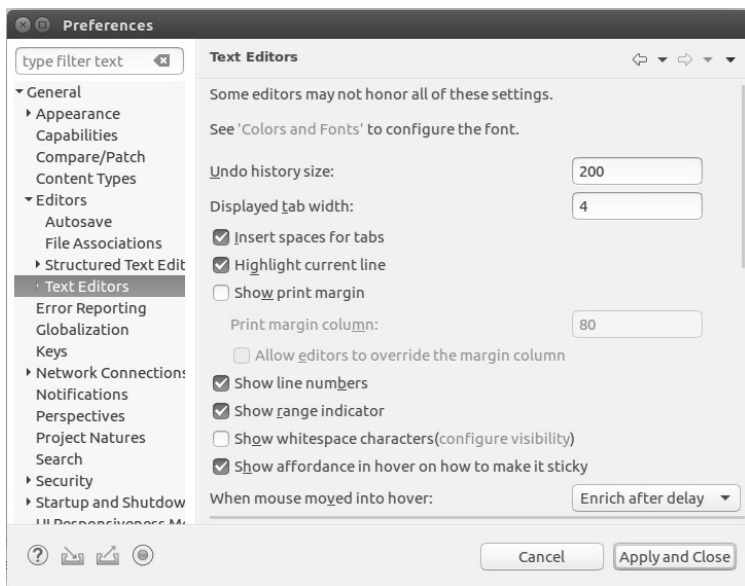 Preferences
type filter text
General
Appearance
Capabilities
Compare/Patch
Content Types
Editors
Autosave
File Associations
Structured Text Edit
Text Editors
Error Reporting
Globalization
Keys
Network Connections
Notifications
Perspectives
Project Natures
Search
Security
Startup and Shutdow
Text Editors
Some editors may not honor all of these settings.
See 'Colors and Fonts' to configure the font.
Undo history size: 200
Displayed tab width: 4
Insert spaces for tabs
Highlight current line
Show print margin
Print margin column: 80
Allow editors to override the margin column
Show line numbers
Show range indicator
Show whitespace characters(configure visibility)
Show affordance in hover on how to make it sticky
When mouse moved into hover: Enrich after delay
Cancel Apply and Close